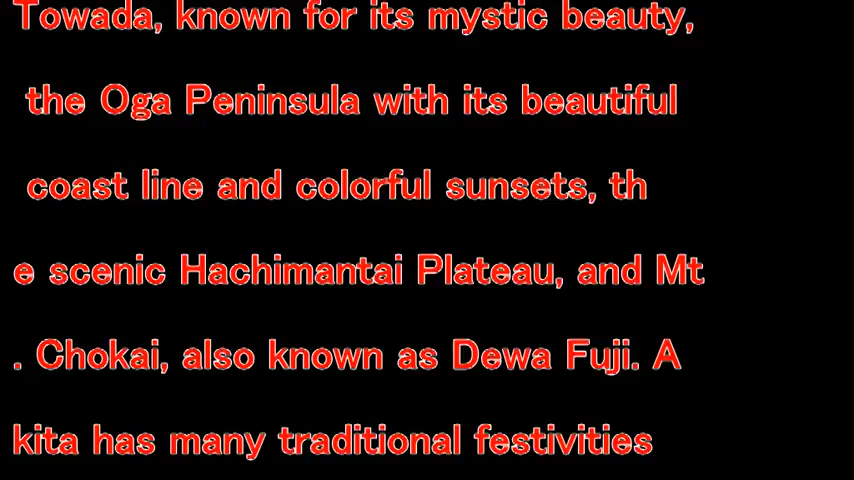 Towada, known for its mystic beauty,
the Oga Peninsula with its beautiful
coast line and colorful sunsets, th
e scenic Hachimantai Plateau, and Mt
. Chokai, also known as Dewa Fuji. A
kita has many traditional festivities